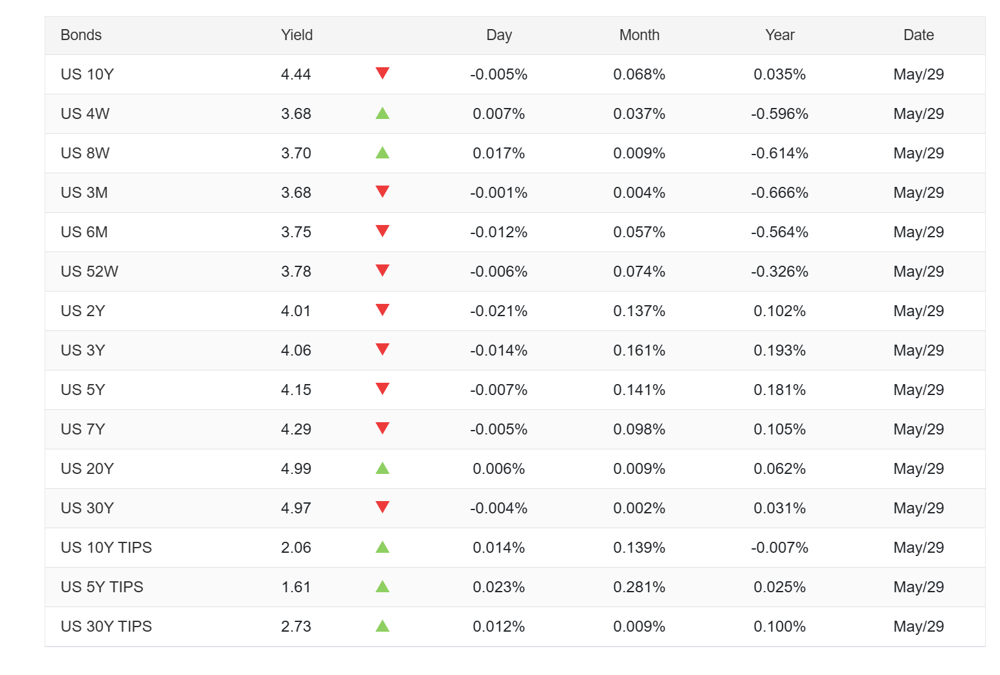 Bonds Yield Day Month Year Date
US 10Y 4.44 -0.005% 0.068% 0.035% May/29
US 4W 3.68 0.007% 0.037% -0.596% May/29
US 8W 3.70 0.017% 0.009% -0.614% May/29
US 3M 3.68 -0.001% 0.004% -0.666% May/29
US 6M 3.75 -0.012% 0.057% -0.564% May/29
US 52W 3.78 -0.006% 0.074% -0.326% May/29
US 2Y 4.01 -0.021% 0.137% 0.102% May/29
US 3Y 4.06 -0.014% 0.161% 0.193% May/29
US 5Y 4.15 -0.007% 0.141% 0.181% May/29
US 7Y 4.29 -0.005% 0.098% 0.105% May/29
US 20Y 4.99 0.006% 0.009% 0.062% May/29
US 30Y 4.97 -0.004% 0.002% 0.031% May/29
US 10Y TIPS 2.06 0.014% 0.139% -0.007% May/29
US 5Y TIPS 1.61 0.023% 0.281% 0.025% May/29
US 30Y TIPS 2.73 0.012% 0.009% 0.100% May/29